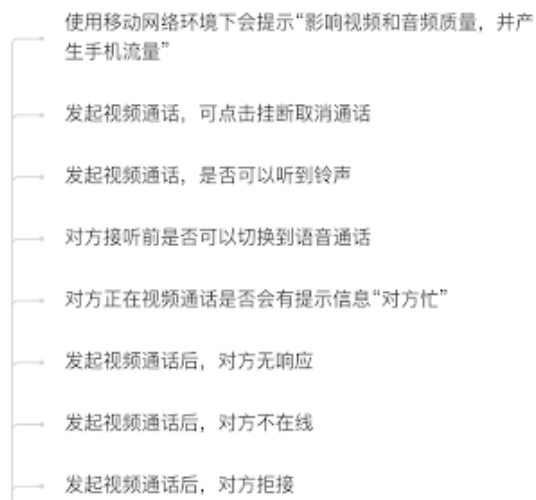 使用移动网络环境下会提示“影响视频和音频质量，并产
生手机流量”
发起视频通话，可点击挂断取消通话
发起视频通话，是否可以听到铃声
对方接听前是否可以切换到语音通话
对方正在视频通话是否会有提示信息“对方忙”
发起视频通话后，对方无响应
发起视频通话后，对方不在线
发起视频通话后，对方拒接